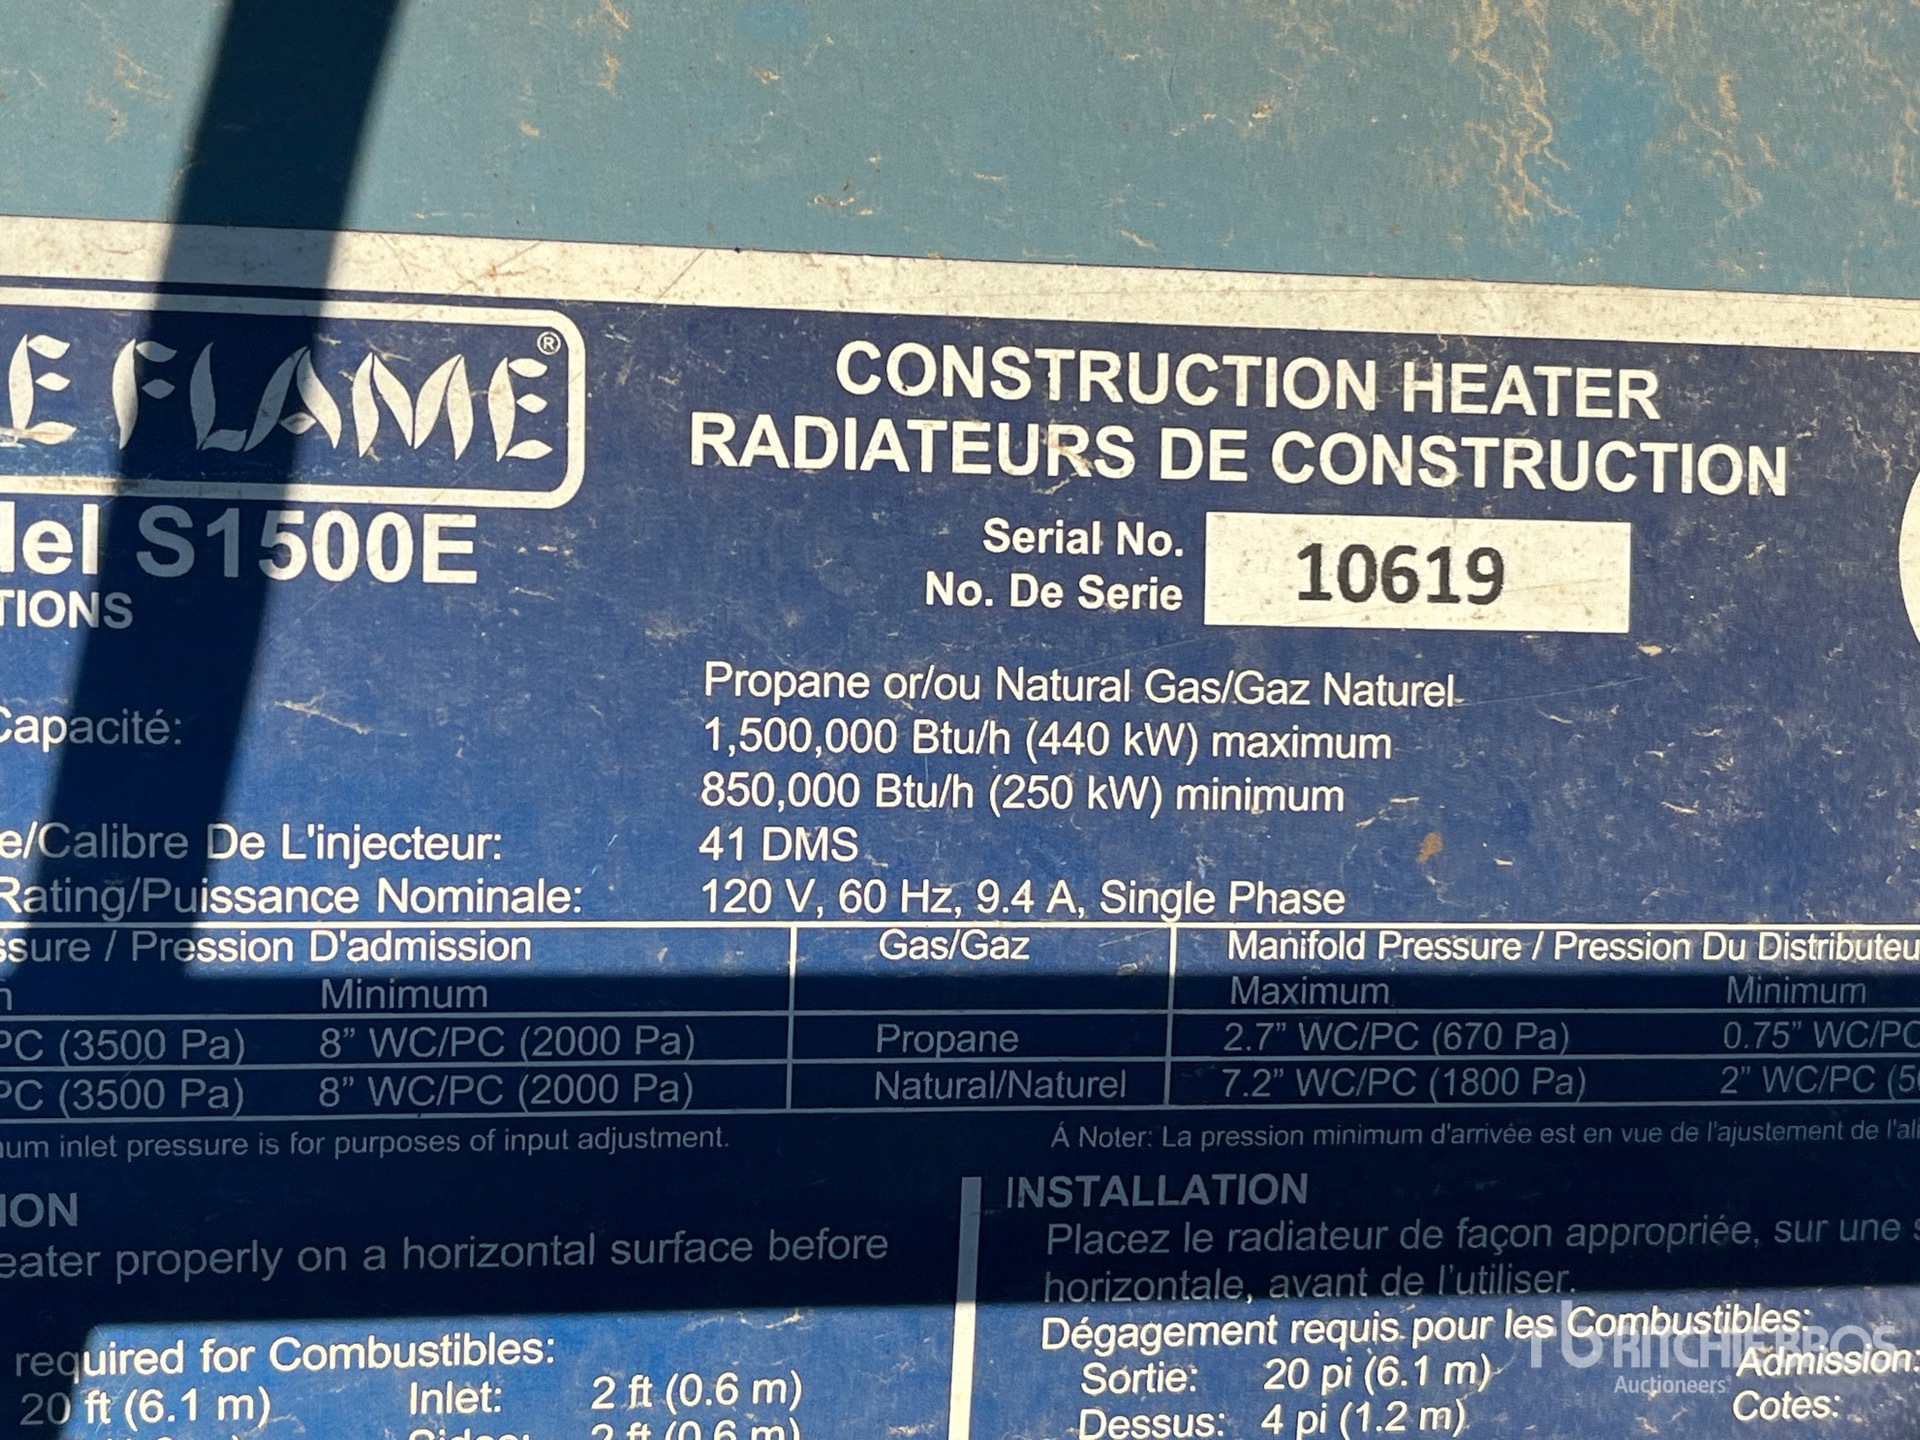 E FLAME®
CONSTRUCTION HEATER
RADIATEURS DE CONSTRUCTION
del S1500E
Serial No.
No. De Serie
10619
TIONS
Propane or/ou Natural Gas/Gaz Naturel
Capacité:
1,500,000 Btu/h (440 kW) maximum
850,000 Btu/h (250 kW) minimum
e/Calibre De L'injecteur: 41 DMS
Rating/Puissance Nominale: 120 V, 60 Hz, 9.4 A, Single Phase
ssure / Pression D'admission Gas/Gaz Manifold Pressure / Pression Du Distributeu
Minimum Maximum Minimum
PC (3500 Pa) 8" WC/PC (2000 Pa) Propane 2.7" WC/PC (670 Pa) 0.75" WC/PC
PC (3500 Pa) 8" WC/PC (2000 Pa) Natural/Naturel 7.2" WC/PC (1800 Pa) 2" WC/PC
num inlet pressure is for purposes of input adjustment.
Á Noter: La pression minimum d'arrivée est en vue de l'ajustement de l'ali
ION
eater properly on a horizontal surface before
required for Combustibles:
20 ft (6.1 m) Inlet: 2 ft (0.6 m)
2 ft (0.6 m)
INSTALLATION
Placez le radiateur de façon appropriée, sur une s
horizontale, avant de l'utiliser.
Dégagement requis pour les Combustibles:
Sortie: 20 pi (6.1 m) Admission:
Dessus: 4 pi (1.2 m) Cotes:
rb RITCHIE BROS
Auctioneers